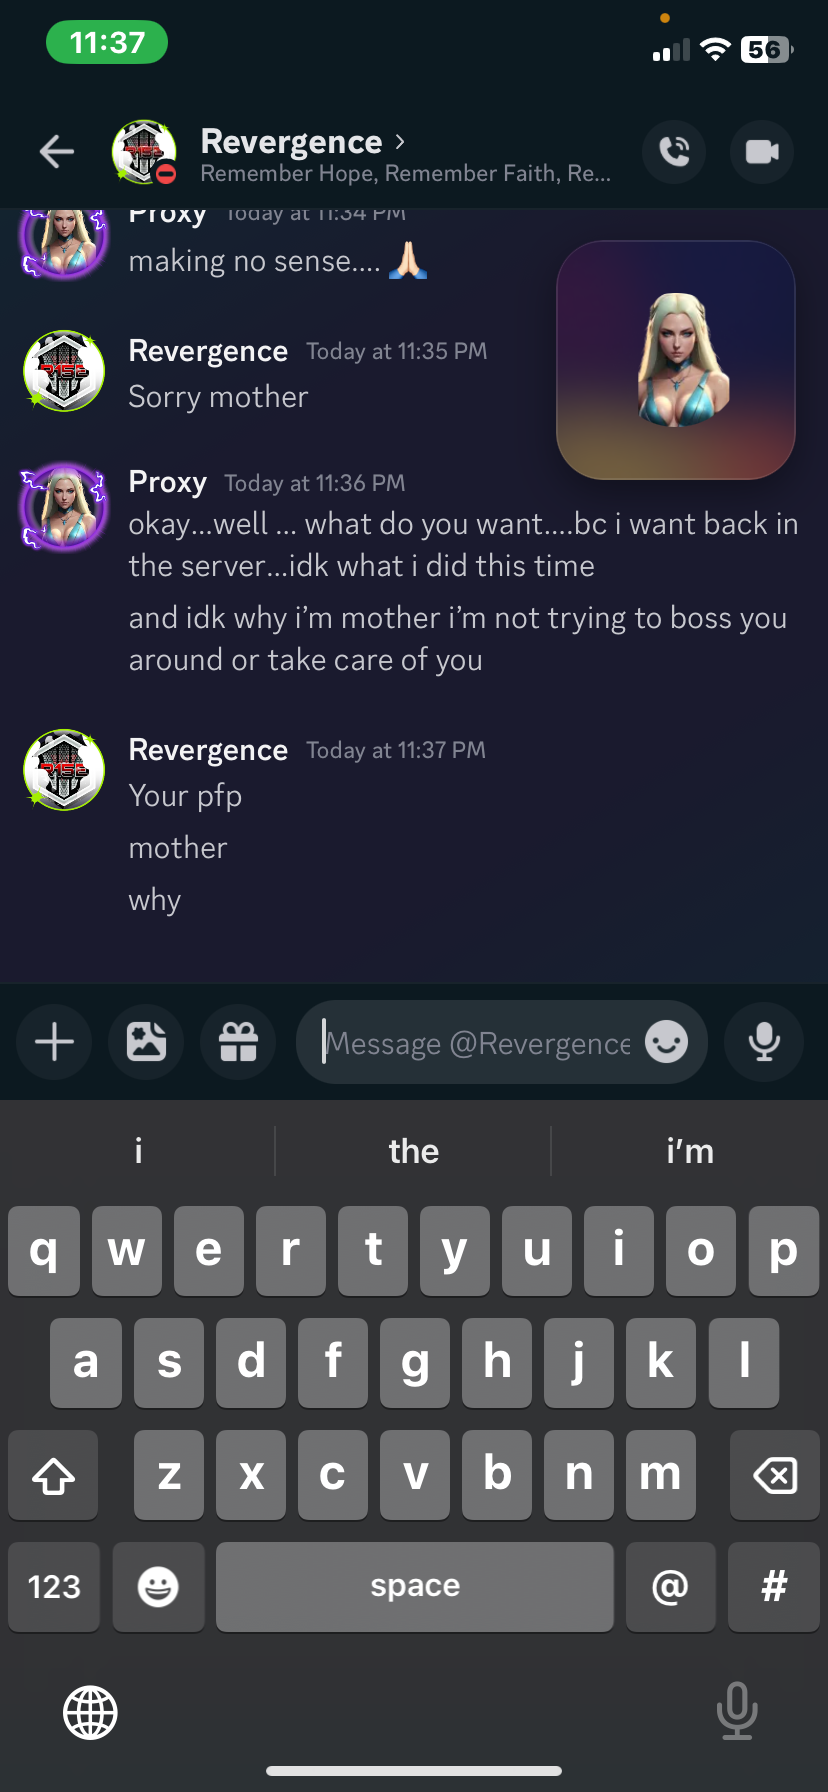 11:37
56
Revergence
Remember Hope, Remember Faith, Re...
Proxy Today at 11:34 PM
making no sense.... 🙏🏻
Revergence Today at 11:35 PM
Sorry mother
Proxy Today at 11:36 PM
okay...well ... what do you want....bc i want back in
the server...idk what i did this time
and idk why i’m mother i’m not trying to boss you
around or take care of you
Revergence Today at 11:37 PM
Your pfp
mother
why
Message @Revergence
i the i’m
q w e r t y u i o p
a s d f g h j k l
z x c v b n m
123 space @ #